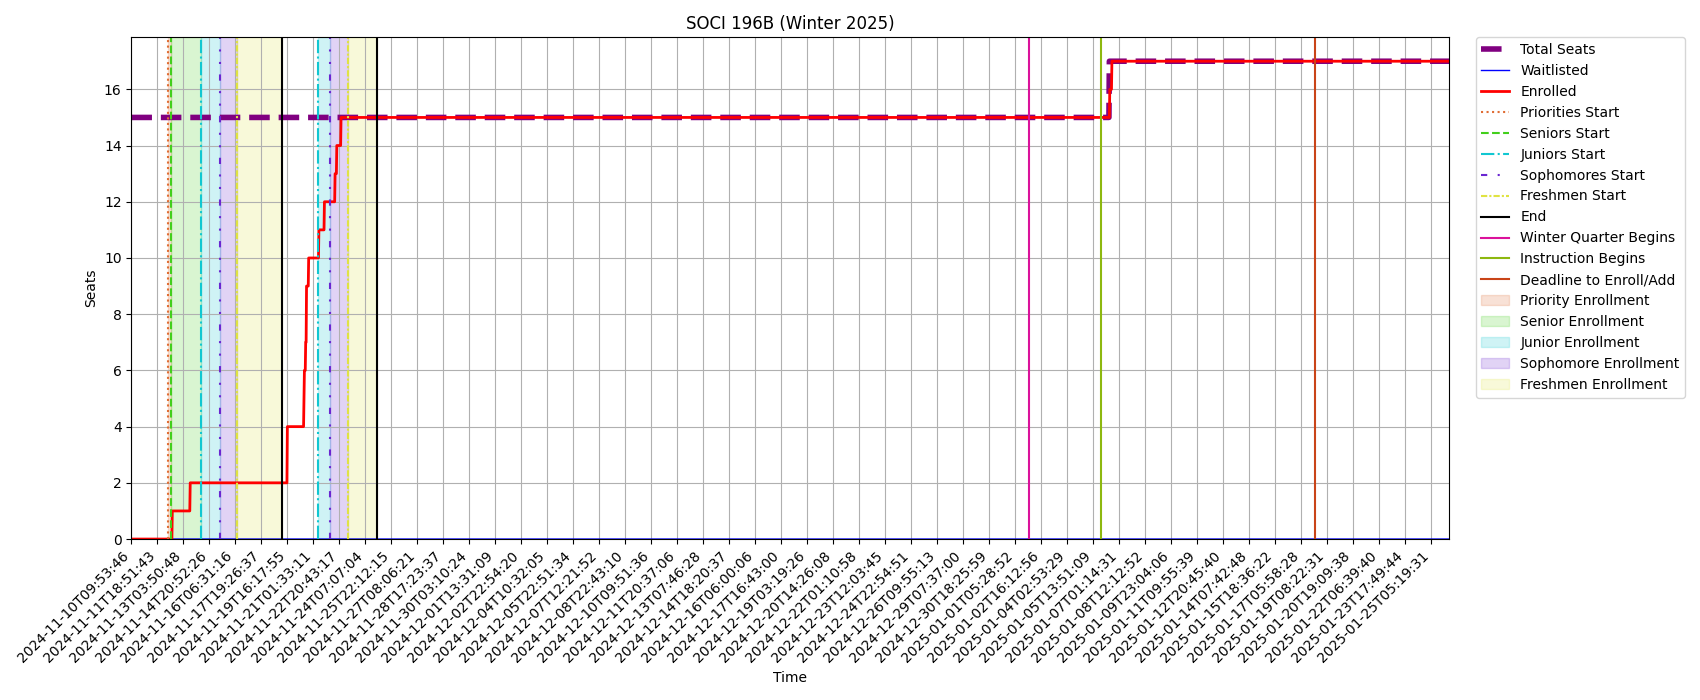 SOCI 196B (Winter 2025)
Seats
16
14
12
10
8
6
4
2
0
2024-11-10T09:53:46
2024-11-11T18:51:43
2024-11-13T03:50:48
2024-11-14T20:52:26
2024-11-16T06:31:16
2024-11-17T19:26:37
2024-11-19T16:17:55
2024-11-21T01:33:11
2024-11-22T20:43:17
2024-11-24T07:07:04
2024-11-25T22:12:15
2024-11-27T08:06:21
2024-11-28T17:23:37
2024-11-30T03:10:24
2024-12-01T13:31:09
2024-12-02T22:54:20
2024-12-04T10:32:05
2024-12-05T22:51:34
2024-12-07T12:21:52
2024-12-08T22:43:10
2024-12-10T09:51:36
2024-12-11T20:37:06
2024-12-13T07:46:28
2024-12-14T18:20:37
2024-12-16T06:00:06
2024-12-17T16:43:00
2024-12-19T03:19:26
2024-12-20T14:26:08
2024-12-22T01:10:58
2024-12-23T12:03:45
2024-12-24T22:54:51
2024-12-26T09:55:13
2024-12-29T07:37:00
2024-12-30T18:25:59
2025-01-01T05:28:52
2025-01-02T16:12:56
2025-01-04T02:53:29
2025-01-05T13:51:09
2025-01-07T01:14:31
2025-01-08T12:12:52
2025-01-09T23:04:06
2025-01-11T09:55:39
2025-01-12T20:45:40
2025-01-14T07:42:48
2025-01-15T18:36:22
2025-01-17T05:58:28
2025-01-19T08:22:31
2025-01-20T19:09:38
2025-01-22T06:39:40
2025-01-23T17:49:44
2025-01-25T05:19:31
Time
Total Seats
Waitlisted
Enrolled
Priorities Start
Seniors Start
Juniors Start
Sophomores Start
Freshmen Start
End
Winter Quarter Begins
Instruction Begins
Deadline to Enroll/Add
Priority Enrollment
Senior Enrollment
Junior Enrollment
Sophomore Enrollment
Freshmen Enrollment